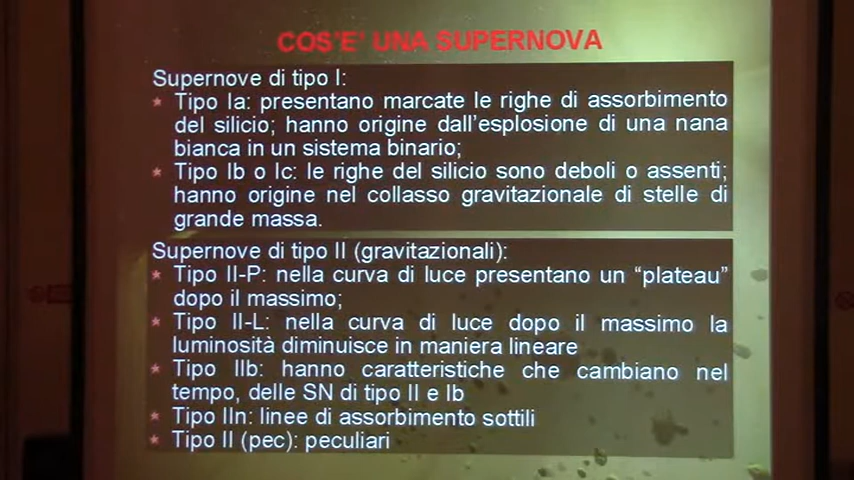 COS'E' UNA SUPERNOVA
Supernove di tipo I:
Tipo Ia: presentano marcate le righe di assorbimento
del silicio; hanno origine dall'esplosione di una nana
bianca in un sistema binario;
Tipo Ib o Ic: le righe del silicio sono deboli o assenti;
hanno origine nel collasso gravitazionale di stelle di
grande massa.
Supernove di tipo II (gravitazionali):
Tipo II-P: nella curva di luce presentano un “plateau”
dopo il massimo;
Tipo II-L: nella curva di luce dopo il massimo la
luminosità diminuisce in maniera lineare
Tipo IIb: hanno caratteristiche che cambiano nel
tempo, delle SN di tipo II e Ib
Tipo IIn: linee di assorbimento sottili
Tipo II (pec): peculiari